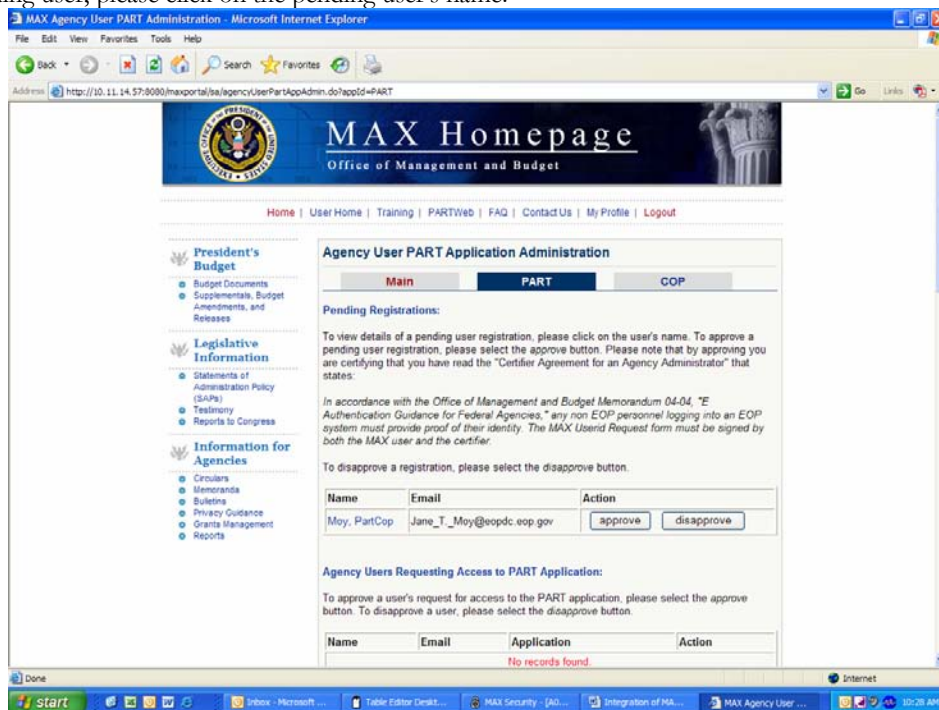 ing user, please click on the pending user's name.
MAX Agency User PART Administration - Microsoft Internet Explorer
File Edit View Favorites Tools Help
Back Search Favorites
Address http://10.11.14.57:8080/maxportal/sa/agencyUserPartAppAdmin.do?appId=PART Go Links
MAX Homepage
Office of Management and Budget
Home | User Home | Training | PARTWeb | FAQ | Contact Us | My Profile | Logout
President's
Budget
Budget Documents
Supplementals, Budget
Amendments, and
Releases
Legislative
Information
Statements of
Administration Policy
(SAPs)
Testimony
Reports to Congress
Information for
Agencies
Circulars
Memoranda
Bulletins
Privacy Guidance
Grants Management
Reports
Agency User PART Application Administration
Main PART COP
Pending Registrations:
To view details of a pending user registration, please click on the user's name. To approve a
pending user registration, please select the approve button. Please note that by approving you
are certifying that you have read the "Certifier Agreement for an Agency Administrator" that
states:
In accordance with the Office of Management and Budget Memorandum 04-04, "E
Authentication Guidance for Federal Agencies," any non EOP personnel logging into an EOP
system must provide proof of their identity. The MAX Userid Request form must be signed by
both the MAX user and the certifier.
To disapprove a registration, please select the disapprove button.
Name Email Action
Moy, PartCop Jane_T._Moy@eopdc.eop.gov approve disapprove
Agency Users Requesting Access to PART Application:
To approve a user's request for access to the PART application, please select the approve
button. To disapprove a user, please select the disapprove button.
Name Email Application Action
No records found.
Done Internet
start Inbox - Microsoft ... Table Editor Deskt... MAX Security - [AO... Integration of MA... MAX Agency User ... 10:28 AM